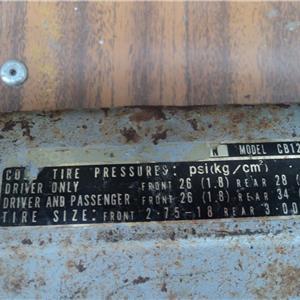 MODEL CB12
COLD TIRE PRESSURES: psi(kg/cm²)
DRIVER ONLY FRONT 26 (1.8) REAR 28 (
DRIVER AND PASSENGER FRONT 26 (1.8) REAR 34 (
TIRE SIZE: FRONT 2.75-18 REAR 3.00